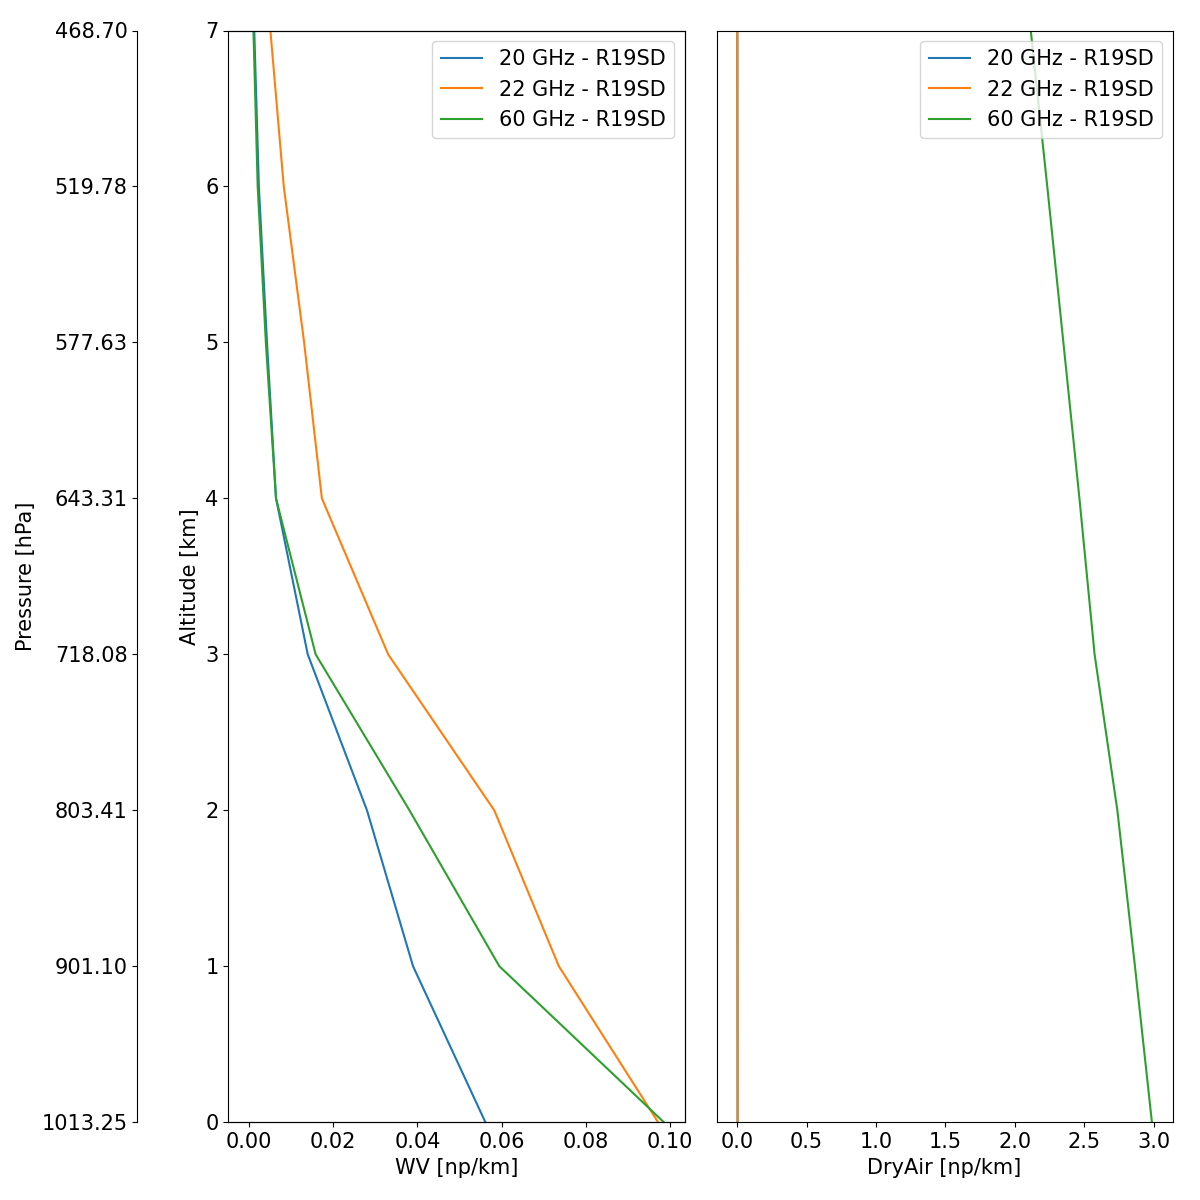 468.70
519.78
577.63
643.31
718.08
803.41
901.10
1013.25
Pressure [hPa]
7
6
5
4
3
2
1
0
Altitude [km]
20 GHz - R19SD
22 GHz - R19SD
60 GHz - R19SD
0.00 0.02 0.04 0.06 0.08 0.10
WV [np/km]
20 GHz - R19SD
22 GHz - R19SD
60 GHz - R19SD
0.0 0.5 1.0 1.5 2.0 2.5 3.0
DryAir [np/km]